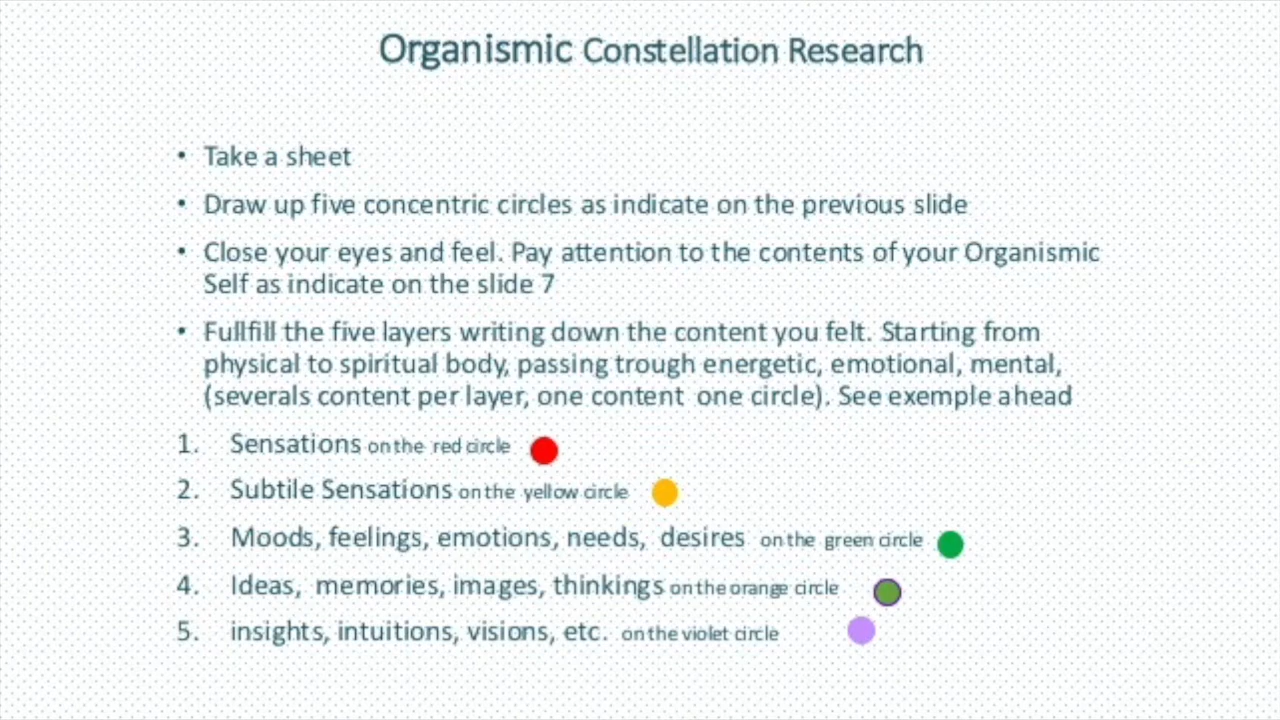 Organismic Constellation Research
• Take a sheet
• Draw up five concentric circles as indicate on the previous slide
• Close your eyes and feel. Pay attention to the contents of your Organismic
Self as indicate on the slide 7
• Fullfill the five layers writing down the content you felt. Starting from
physical to spiritual body, passing trough energetic, emotional, mental,
(severals content per layer, one content one circle). See exemple ahead
1. Sensations on the red circle
2. Subtile Sensations on the yellow circle
3. Moods, feelings, emotions, needs, desires on the green circle
4. Ideas, memories, images, thinkings on the orange circle
5. insights, intuitions, visions, etc. on the violet circle